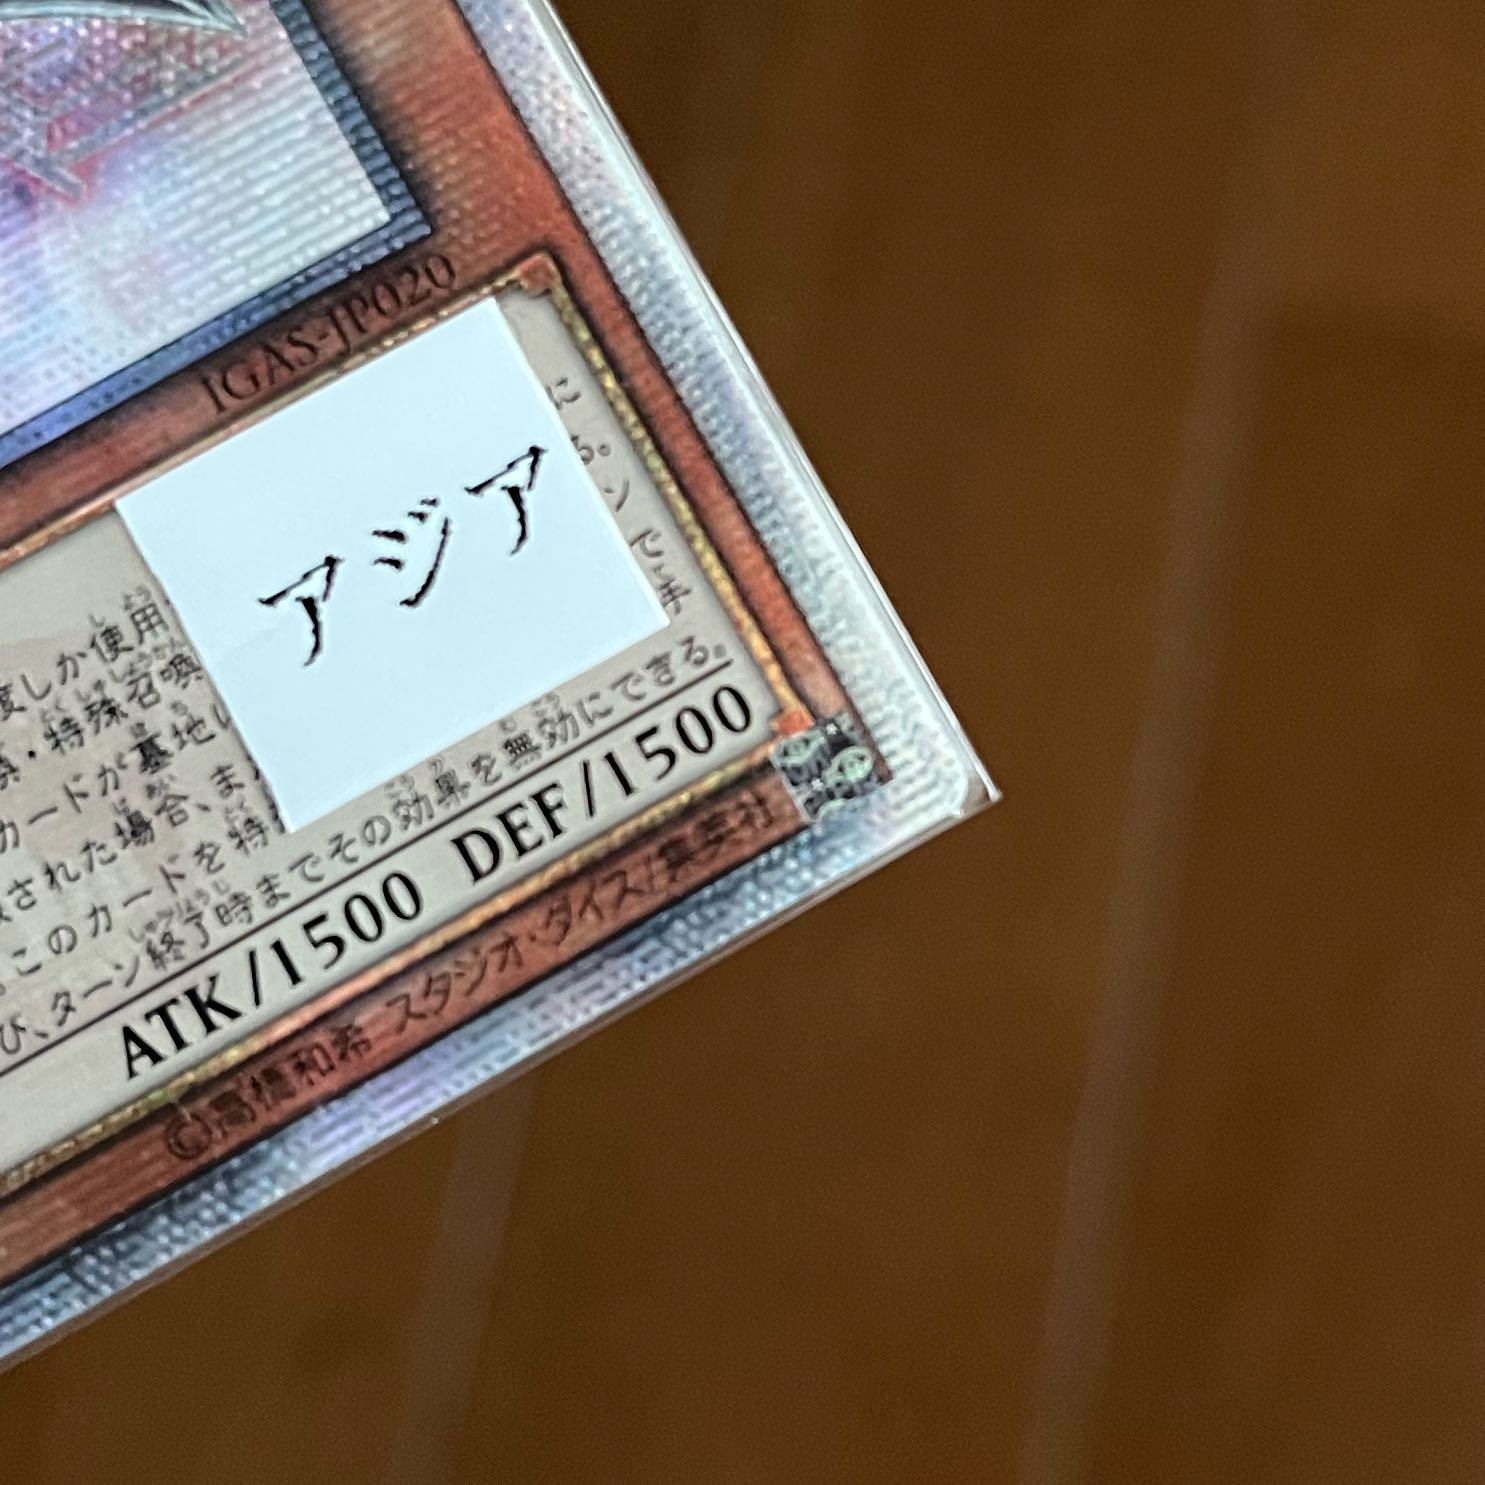 IGAS-JP020
アジア
に
る。
ン
で
度しか使用
・特殊召喚
カードが墓地
された場合、ま
。このカードを特
び、ターン終了時までその効果を無効にできる。
ATK/1500 DEF/1500
©高橋和希 スタジオ・ダイス/集英社